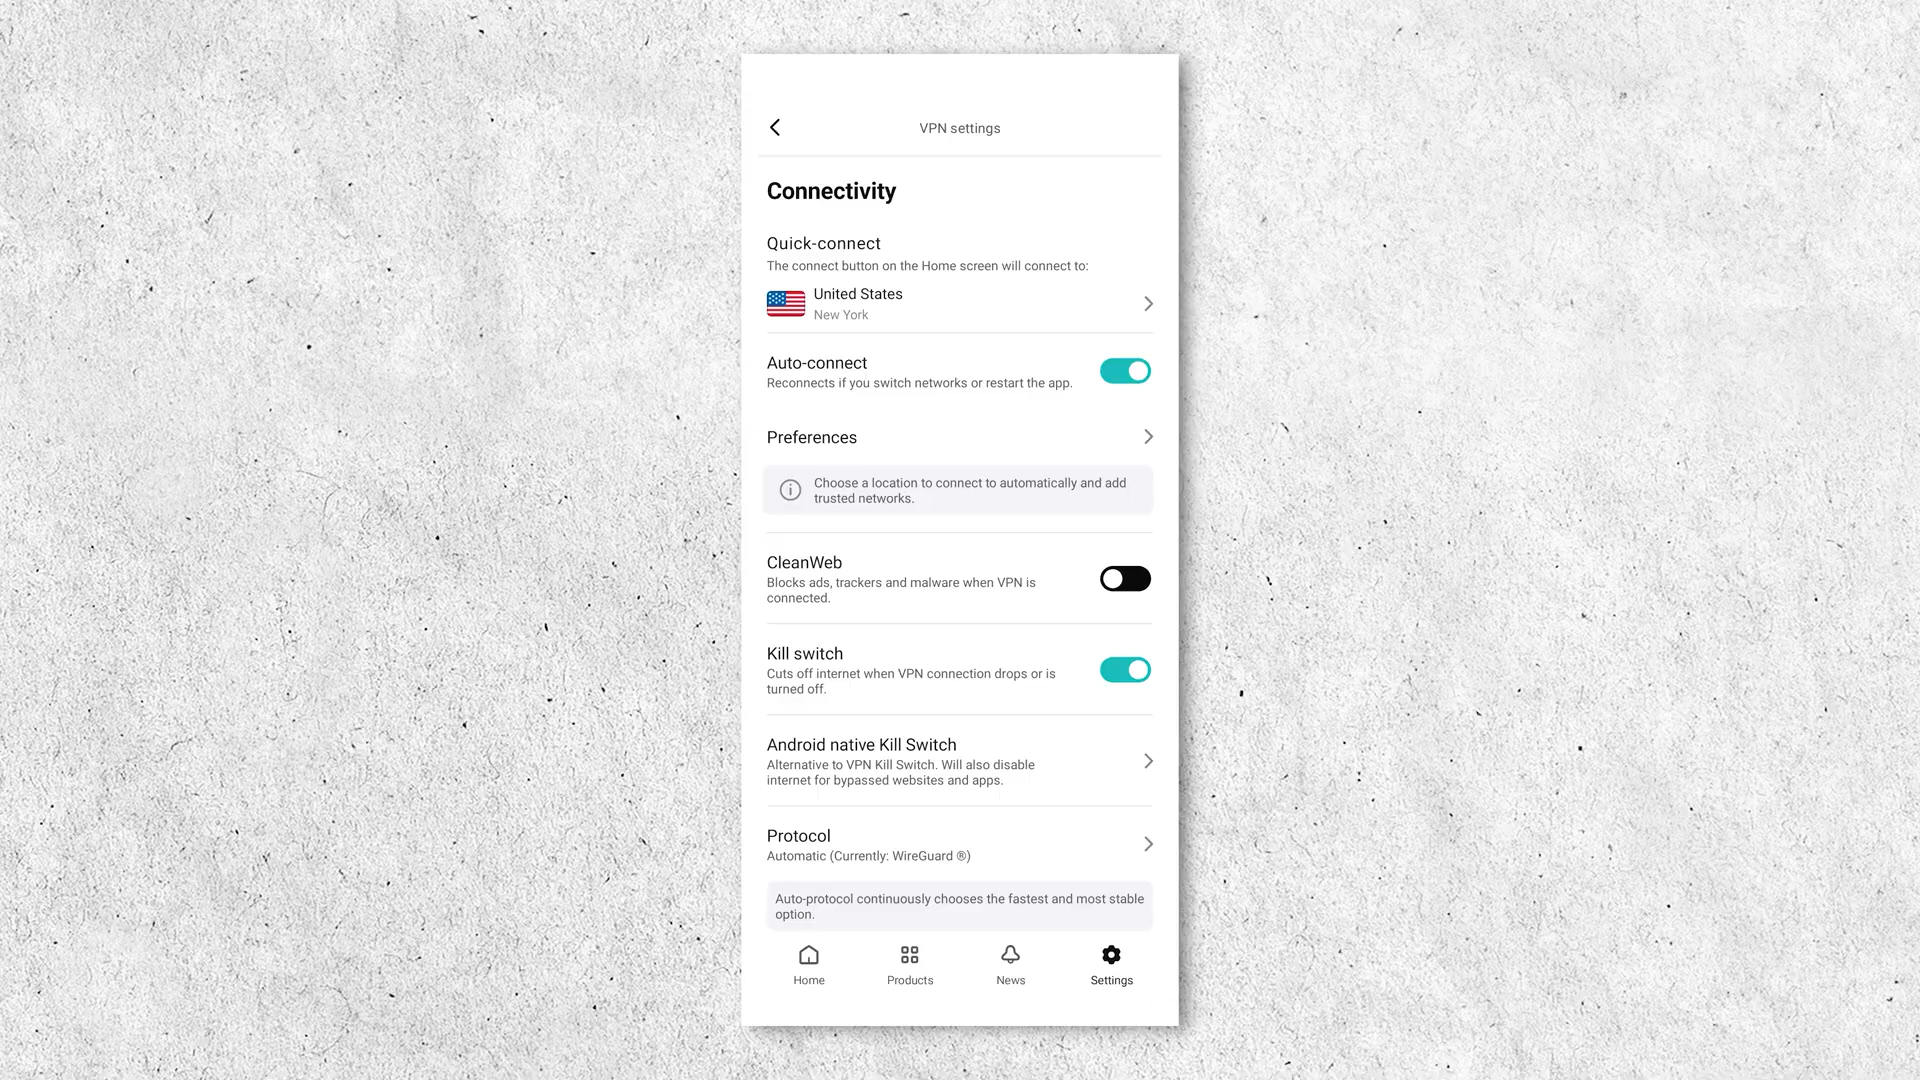 VPN settings
Connectivity
Quick-connect
The connect button on the Home screen will connect to:
United States
New York
Auto-connect
Reconnects if you switch networks or restart the app.
Preferences
Choose a location to connect to automatically and add
trusted networks.
CleanWeb
Blocks ads, trackers and malware when VPN is
connected.
Kill switch
Cuts off internet when VPN connection drops or is
turned off.
Android native Kill Switch
Alternative to VPN Kill Switch. Will also disable
internet for bypassed websites and apps.
Protocol
Automatic (Currently: WireGuard ®)
Auto-protocol continuously chooses the fastest and most stable
option.
Home
Products
News
Settings